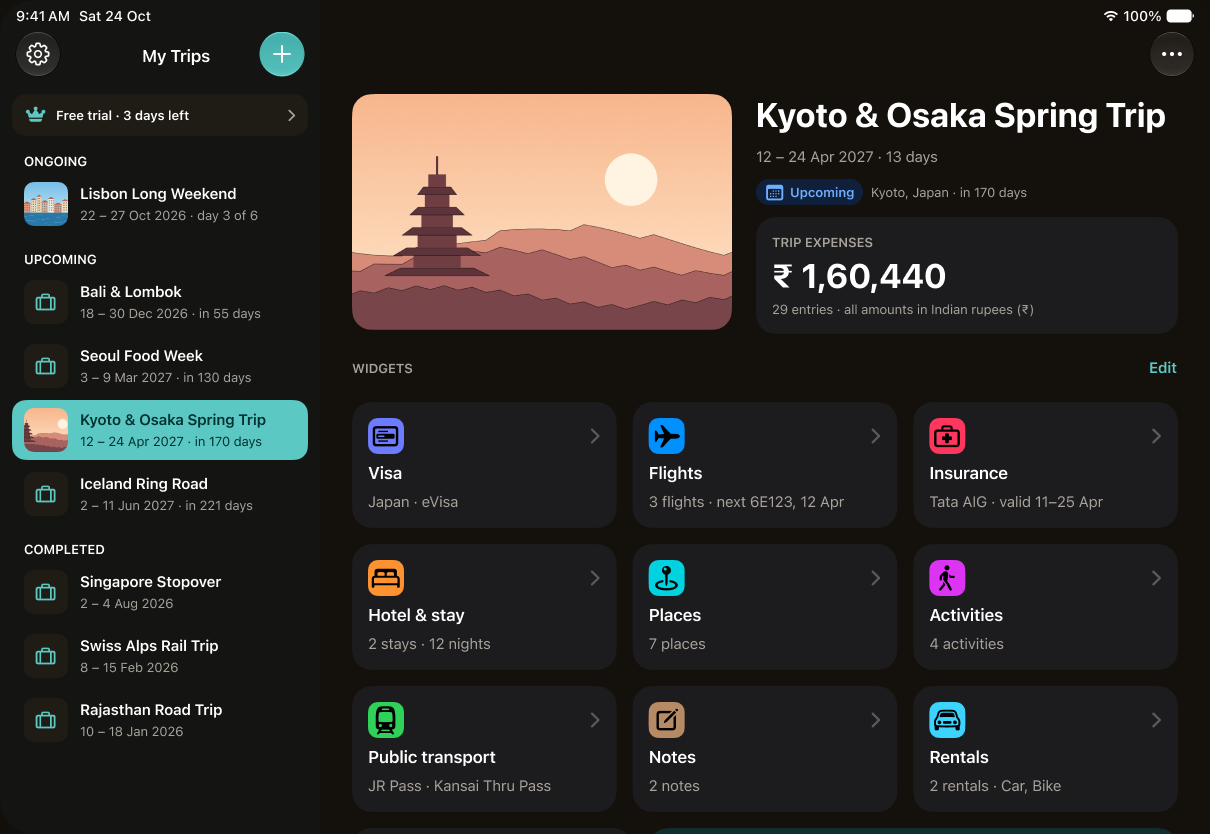 9:41 AM Sat 24 Oct
100%
My Trips
Free trial · 3 days left
ONGOING
Lisbon Long Weekend
22 – 27 Oct 2026 · day 3 of 6
UPCOMING
Bali & Lombok
18 – 30 Dec 2026 · in 55 days
Seoul Food Week
3 – 9 Mar 2027 · in 130 days
Kyoto & Osaka Spring Trip
12 – 24 Apr 2027 · in 170 days
Iceland Ring Road
2 – 11 Jun 2027 · in 221 days
COMPLETED
Singapore Stopover
2 – 4 Aug 2026
Swiss Alps Rail Trip
8 – 15 Feb 2026
Rajasthan Road Trip
10 – 18 Jan 2026
Kyoto & Osaka Spring Trip
12 – 24 Apr 2027 · 13 days
Upcoming Kyoto, Japan · in 170 days
TRIP EXPENSES
₹ 1,60,440
29 entries · all amounts in Indian rupees (₹)
WIDGETS
Edit
Visa
Japan · eVisa
Flights
3 flights · next 6E123, 12 Apr
Insurance
Tata AIG · valid 11–25 Apr
Hotel & stay
2 stays · 12 nights
Places
7 places
Activities
4 activities
Public transport
JR Pass · Kansai Thru Pass
Notes
2 notes
Rentals
2 rentals · Car, Bike